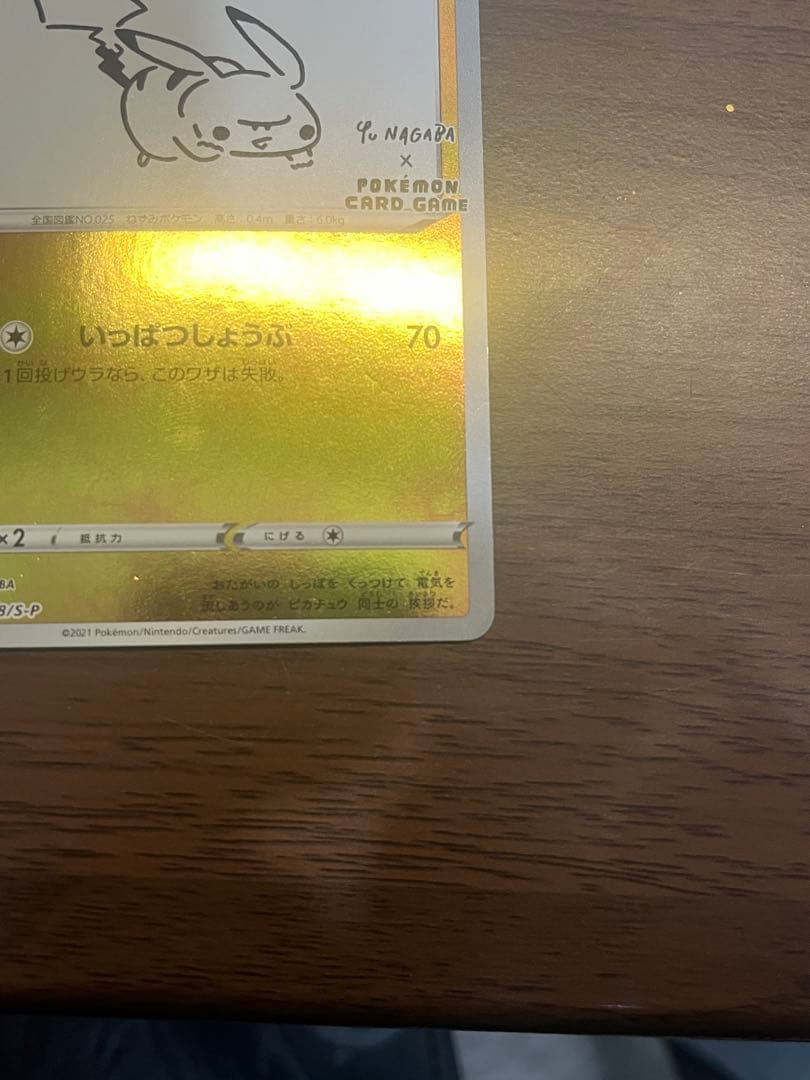 Yu NAGABA
×
POKÉMON
CARD GAME
全国図鑑NO.025 ねずみポケモン 高さ:0.4m 重さ:6.0kg
いっぱつしょうぶ 70
1回投げウラなら、このワザは失敗。
×2 抵抗力 にげる
BA
おたがいの しっぽを くっつけて 電気を
/S-P 流しあうのが ピカチュウ 同士の 挨拶だ。
©2021 Pokémon/Nintendo/Creatures/GAME FREAK.